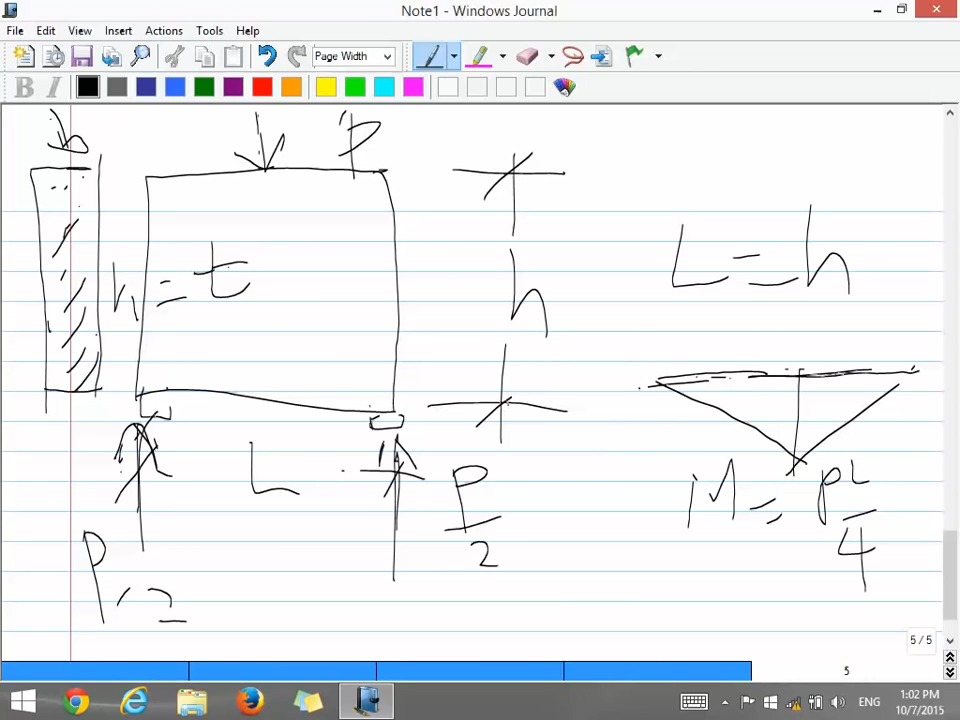 Note1 - Windows Journal
File Edit View Insert Actions Tools Help
Page Width
B I
P
h = t
h
L = h
L
P
2
P
2
M = PL
4
5 / 5
5
ENG
1:02 PM
10/7/2015